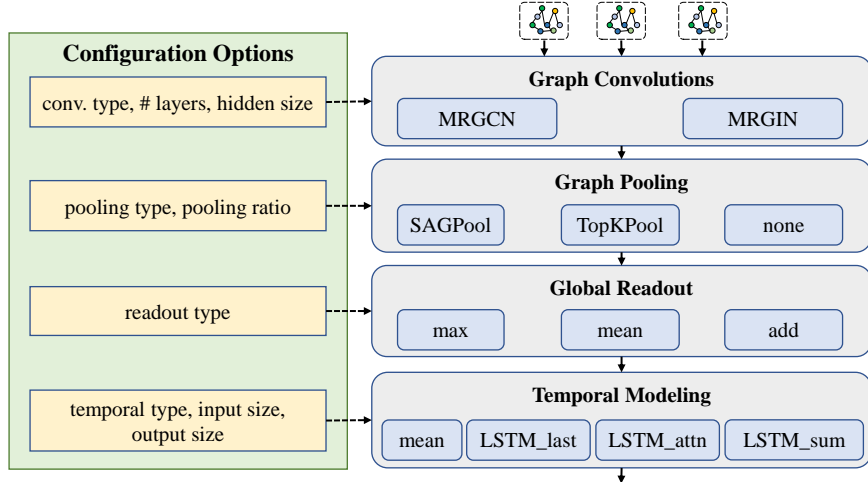 Configuration Options
conv. type, # layers, hidden size
pooling type, pooling ratio
readout type
temporal type, input size,
output size
Graph Convolutions
MRGCN
MRGIN
Graph Pooling
SAGPool
TopKPool
none
Global Readout
max
mean
add
Temporal Modeling
mean
LSTM_last
LSTM_attn
LSTM_sum